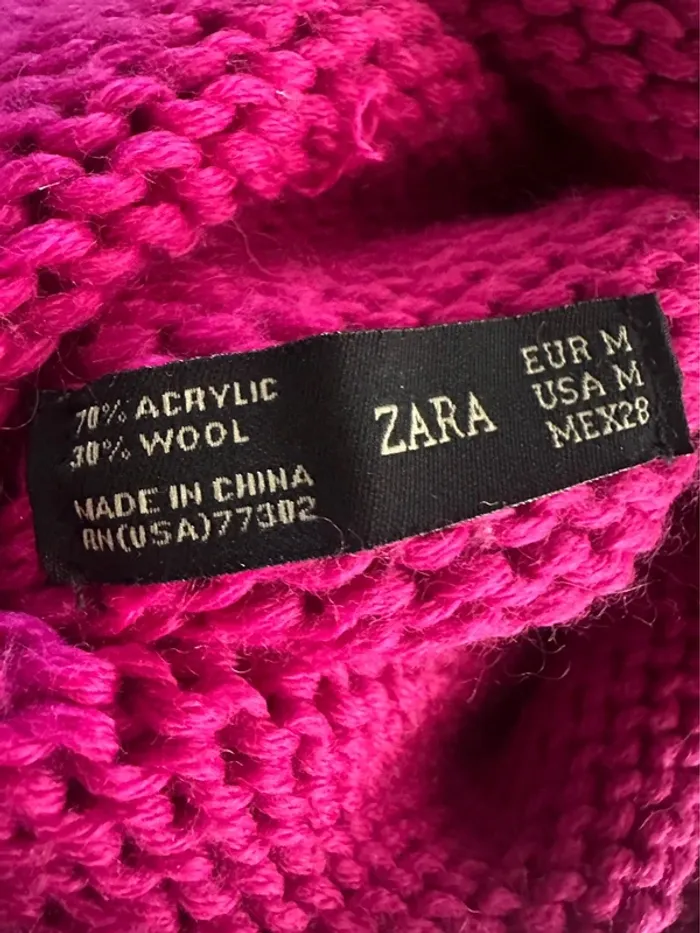 70% ACRYLIC
30% WOOL
MADE IN CHINA
RN(USA)77302
ZARA
EUR M
USA M
MEX28